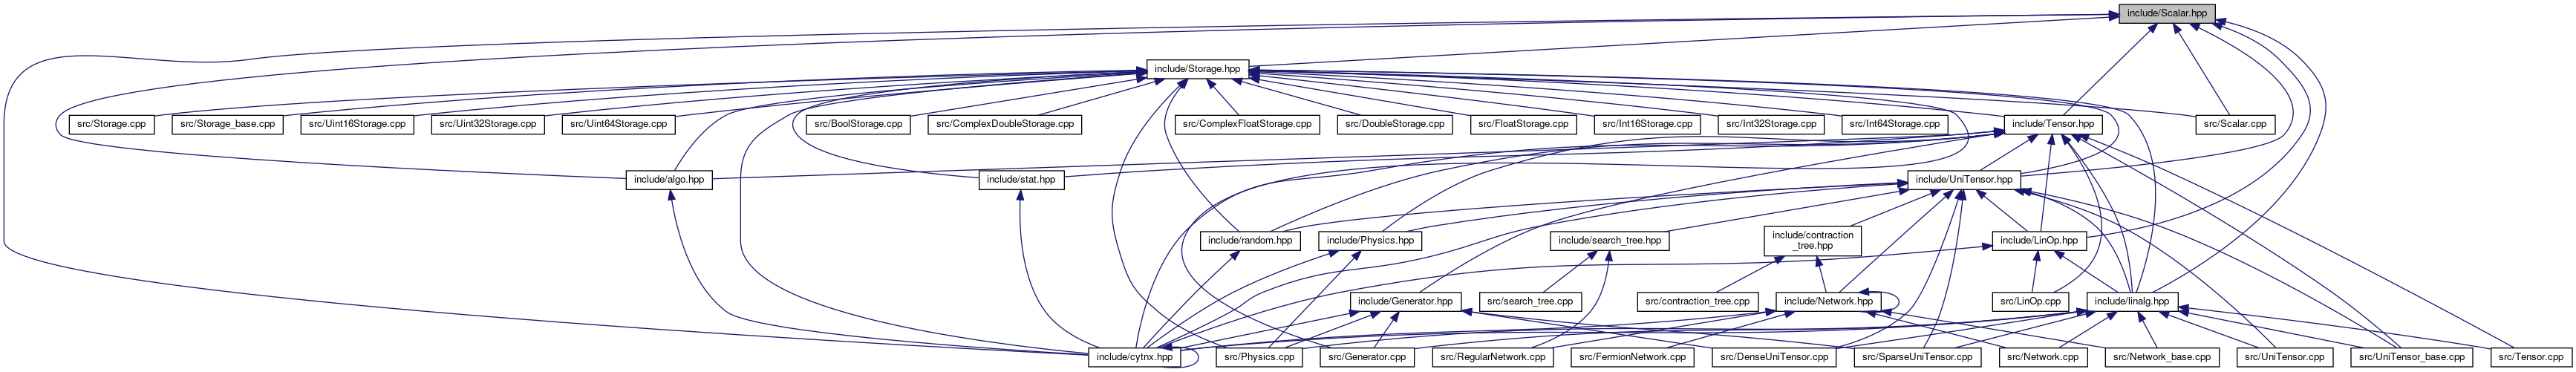 include/Scalar.hpp
include/Storage.hpp
src/Storage.cpp
src/Storage_base.cpp
src/Uint16Storage.cpp
src/Uint32Storage.cpp
src/Uint64Storage.cpp
src/BoolStorage.cpp
src/ComplexDoubleStorage.cpp
src/ComplexFloatStorage.cpp
src/DoubleStorage.cpp
src/FloatStorage.cpp
src/Int16Storage.cpp
src/Int32Storage.cpp
src/Int64Storage.cpp
include/Tensor.hpp
src/Scalar.cpp
include/algo.hpp
include/stat.hpp
include/UniTensor.hpp
include/random.hpp
include/Physics.hpp
include/search_tree.hpp
include/contraction
_tree.hpp
include/LinOp.hpp
include/Generator.hpp
src/search_tree.cpp
src/contraction_tree.cpp
include/Network.hpp
src/LinOp.cpp
include/linalg.hpp
include/cytnx.hpp
src/Physics.cpp
src/Generator.cpp
src/RegularNetwork.cpp
src/FermionNetwork.cpp
src/DenseUniTensor.cpp
src/SparseUniTensor.cpp
src/Network.cpp
src/Network_base.cpp
src/UniTensor.cpp
src/UniTensor_base.cpp
src/Tensor.cpp